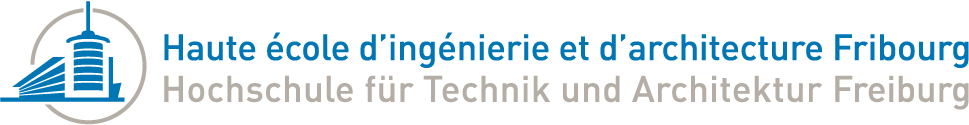 Haute école d’ingénierie et d’architecture Fribourg
Hochschule für Technik und Architektur Freiburg